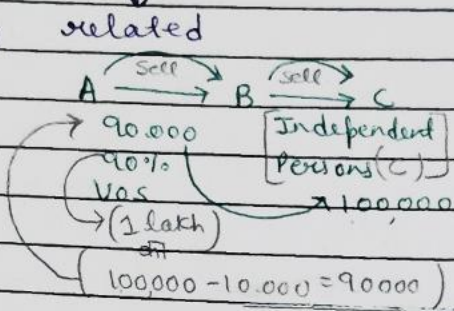 related
sell sell
A B C
90.000 [Independent
90% Persons (C)]
VOS 100,000
(1 lakh)
(100,000 - 10.000 = 90000)